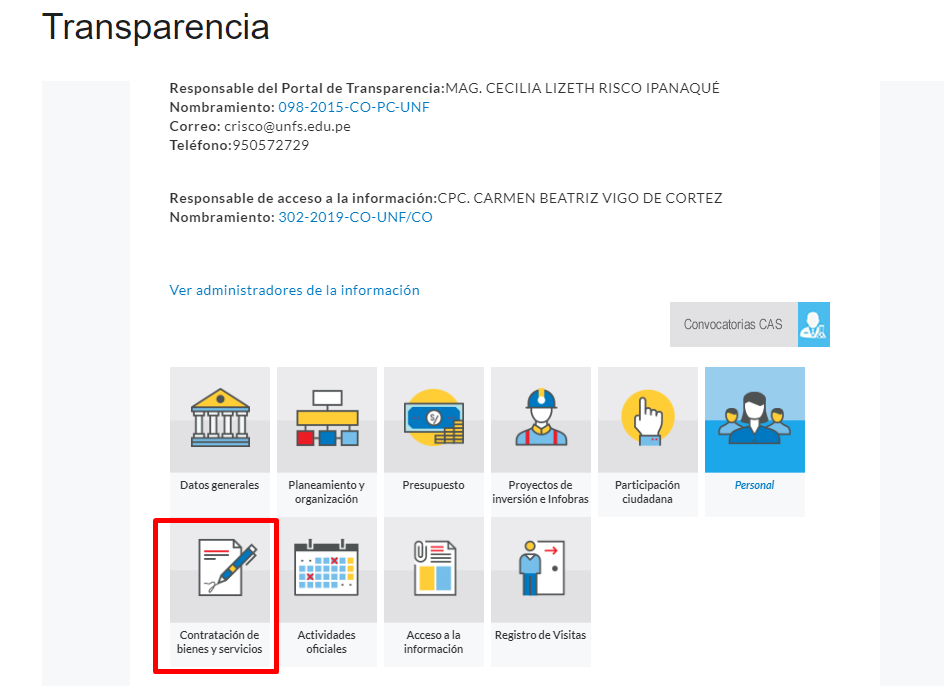 Transparencia
Responsable del Portal de Transparencia:MAG. CECILIA LIZETH RISCO IPANAQUÉ
Nombramiento: 098-2015-CO-PC-UNF
Correo: crisco@unfs.edu.pe
Teléfono:950572729
Responsable de acceso a la información:CPC. CARMEN BEATRIZ VIGO DE CORTEZ
Nombramiento: 302-2019-CO-UNF/CO
Ver administradores de la información
Convocatorias CAS
S/
Datos generales
Planeamiento y
organización
Presupuesto
Proyectos de
inversión e Infobras
Participación
ciudadana
Personal
Contratación de
bienes y servicios
Actividades
oficiales
Acceso a la
información
Registro de Visitas